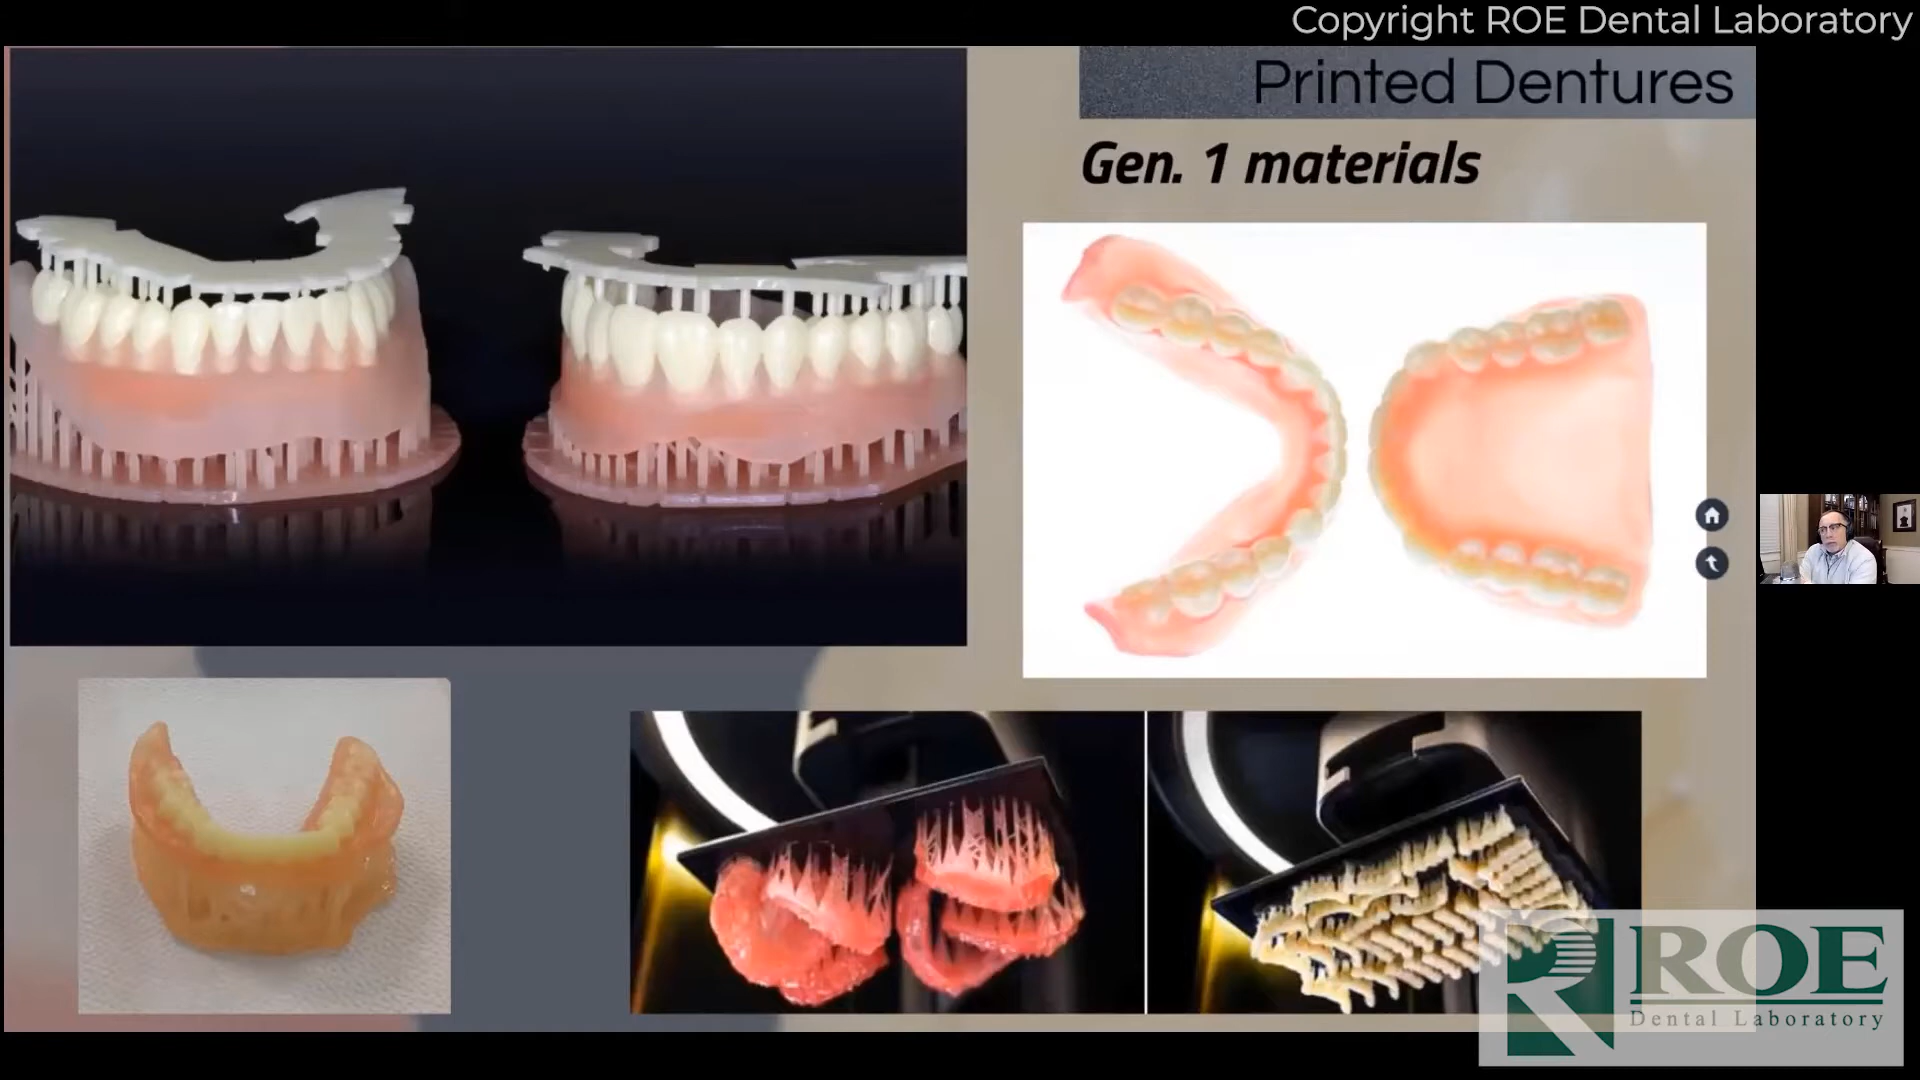 Copyright ROE Dental Laboratory
Printed Dentures
Gen. 1 materials
ROE
Dental Laboratory